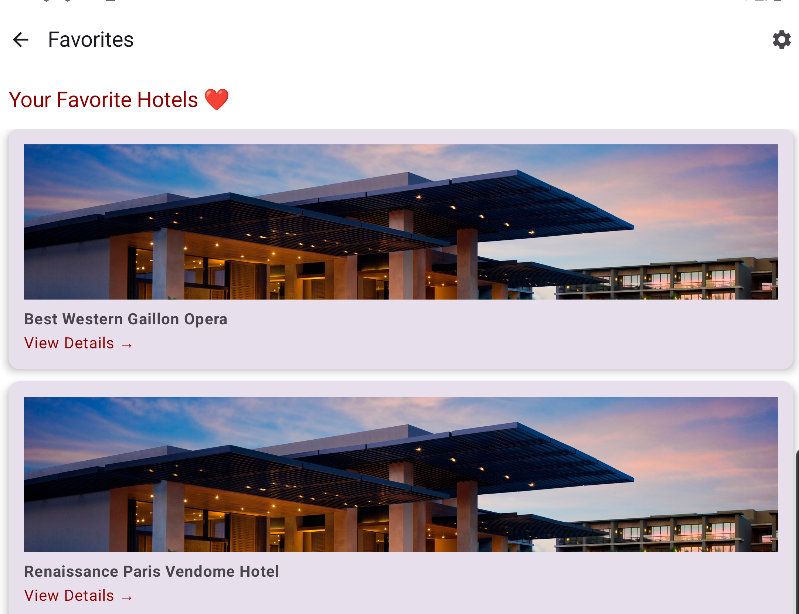 Favorites
Your Favorite Hotels ❤️
Best Western Gaillon Opera
View Details →
Renaissance Paris Vendome Hotel
View Details →